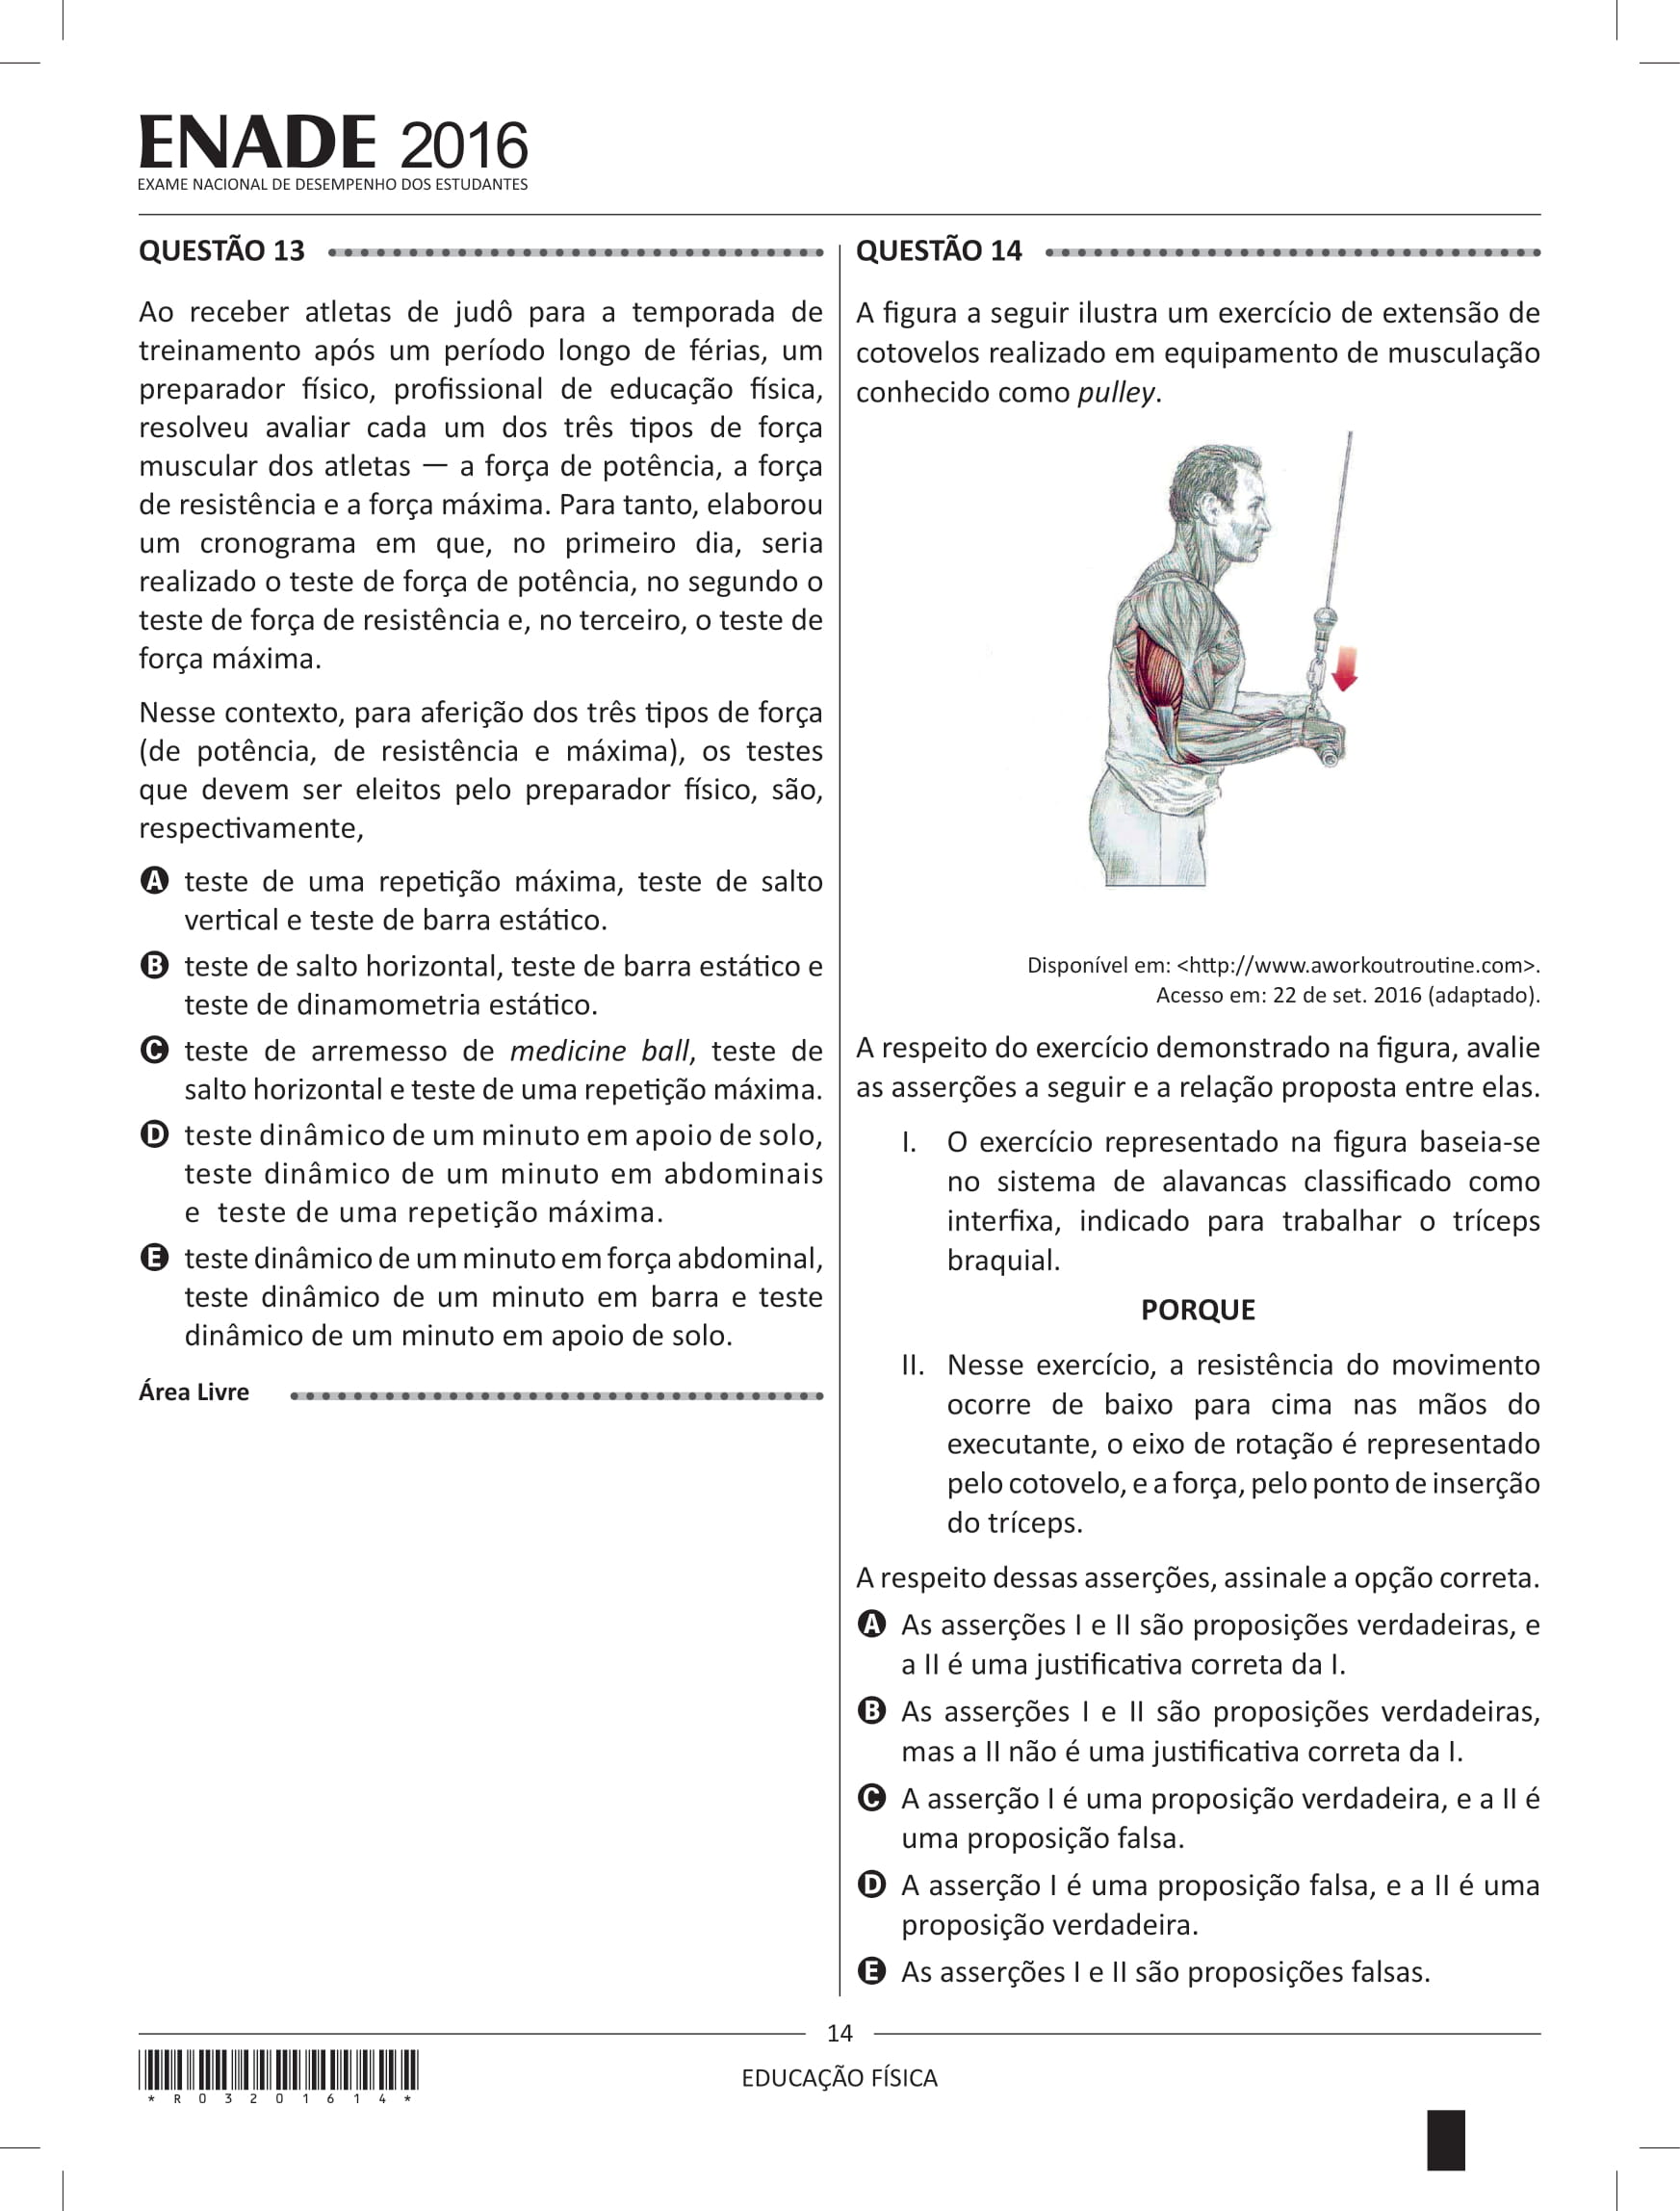 ENADE 2016
EXAME NACIONAL DE DESEMPENHO DOS ESTUDANTES
QUESTÃO 13
Ao receber atletas de judô para a temporada de
treinamento após um período longo de férias, um
preparador físico, profissional de educação física,
resolveu avaliar cada um dos três tipos de força
muscular dos atletas — a força de potência, a força
de resistência e a força máxima. Para tanto, elaborou
um cronograma em que, no primeiro dia, seria
realizado o teste de força de potência, no segundo o
teste de força de resistência e, no terceiro, o teste de
força máxima.
Nesse contexto, para aferição dos três tipos de força
(de potência, de resistência e máxima), os testes
que devem ser eleitos pelo preparador físico, são,
respectivamente,
A teste de uma repetição máxima, teste de salto
vertical e teste de barra estático.
B teste de salto horizontal, teste de barra estático e
teste de dinamometria estático.
C teste de arremesso de medicine ball, teste de
salto horizontal e teste de uma repetição máxima.
D teste dinâmico de um minuto em apoio de solo,
teste dinâmico de um minuto em abdominais
e teste de uma repetição máxima.
E teste dinâmico de um minuto em força abdominal,
teste dinâmico de um minuto em barra e teste
dinâmico de um minuto em apoio de solo.
Área Livre
QUESTÃO 14
A figura a seguir ilustra um exercício de extensão de
cotovelos realizado em equipamento de musculação
conhecido como pulley.
Disponível em: <http://www.aworkoutroutine.com>.
Acesso em: 22 de set. 2016 (adaptado).
A respeito do exercício demonstrado na figura, avalie
as asserções a seguir e a relação proposta entre elas.
I. O exercício representado na figura baseia-se
no sistema de alavancas classificado como
interfixa, indicado para trabalhar o tríceps
braquial.
PORQUE
II. Nesse exercício, a resistência do movimento
ocorre de baixo para cima nas mãos do
executante, o eixo de rotação é representado
pelo cotovelo, e a força, pelo ponto de inserção
do tríceps.
A respeito dessas asserções, assinale a opção correta.
A As asserções I e II são proposições verdadeiras, e
a II é uma justificativa correta da I.
B As asserções I e II são proposições verdadeiras,
mas a II não é uma justificativa correta da I.
C A asserção I é uma proposição verdadeira, e a II é
uma proposição falsa.
D A asserção I é uma proposição falsa, e a II é uma
proposição verdadeira.
E As asserções I e II são proposições falsas.
14
EDUCAÇÃO FÍSICA
* R 0 3 2 0 1 6 1 4 *